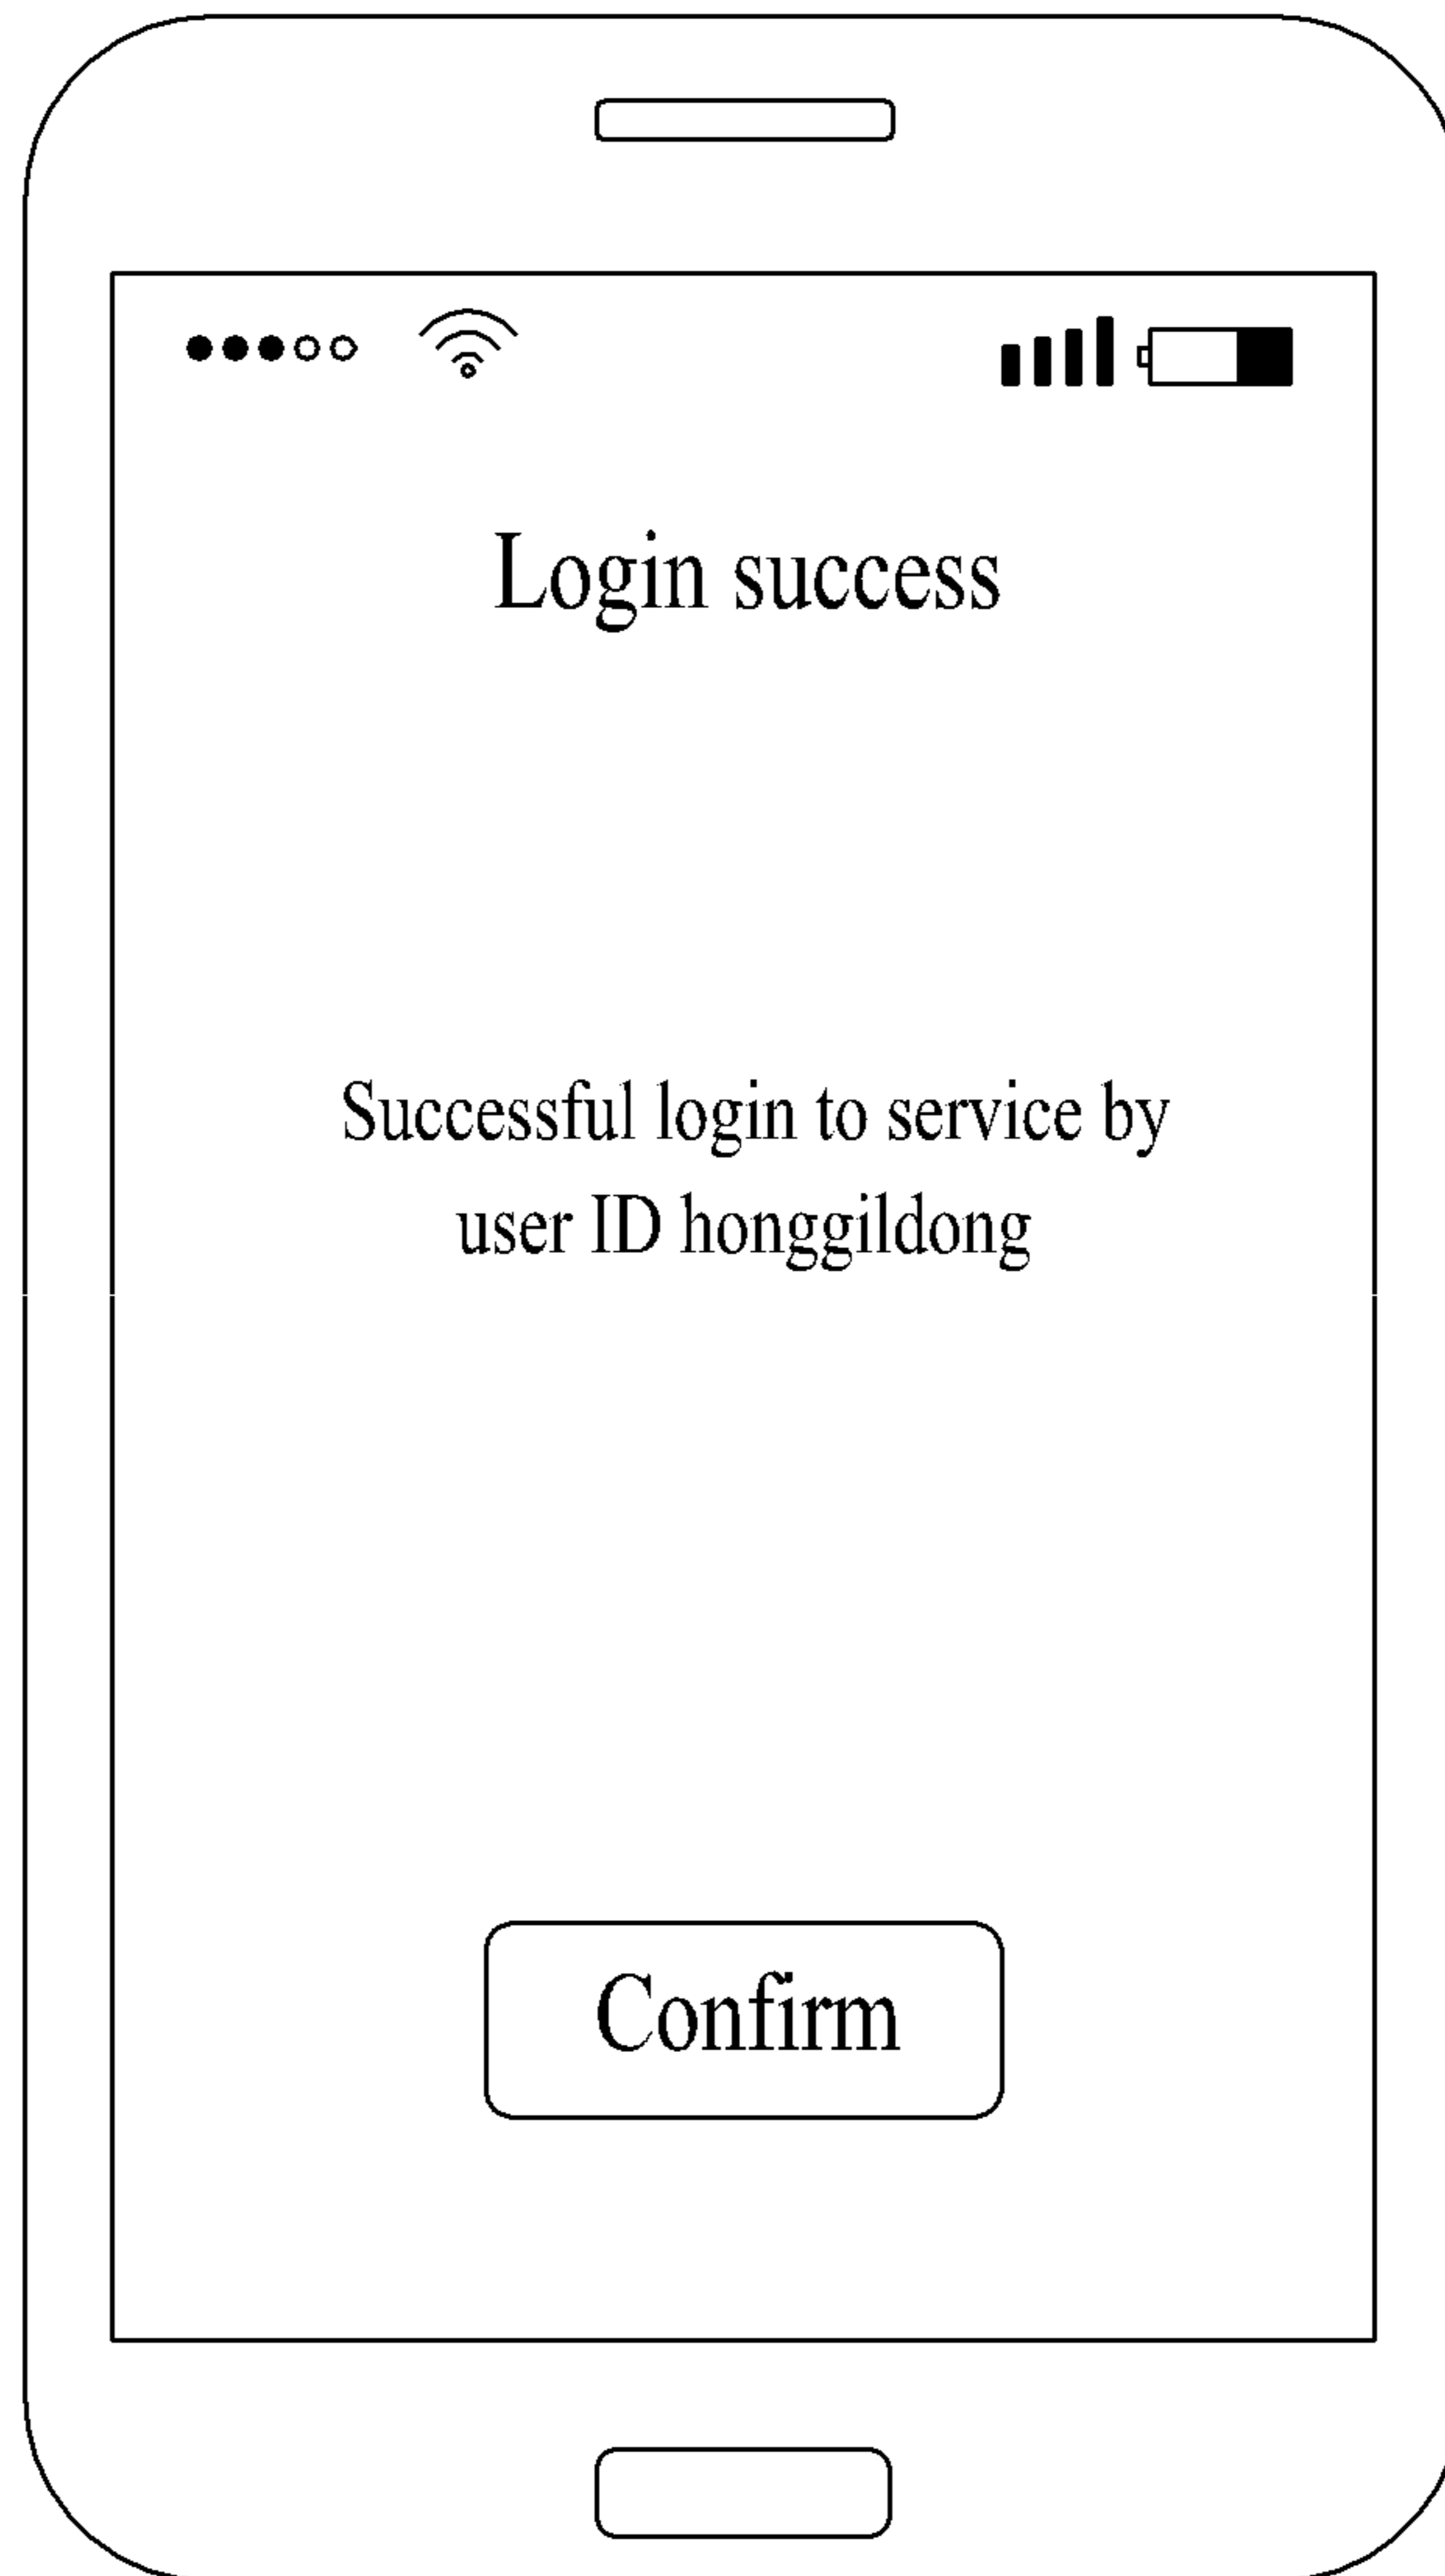 Login success
Successful login to service by
user ID honggildong
Confirm